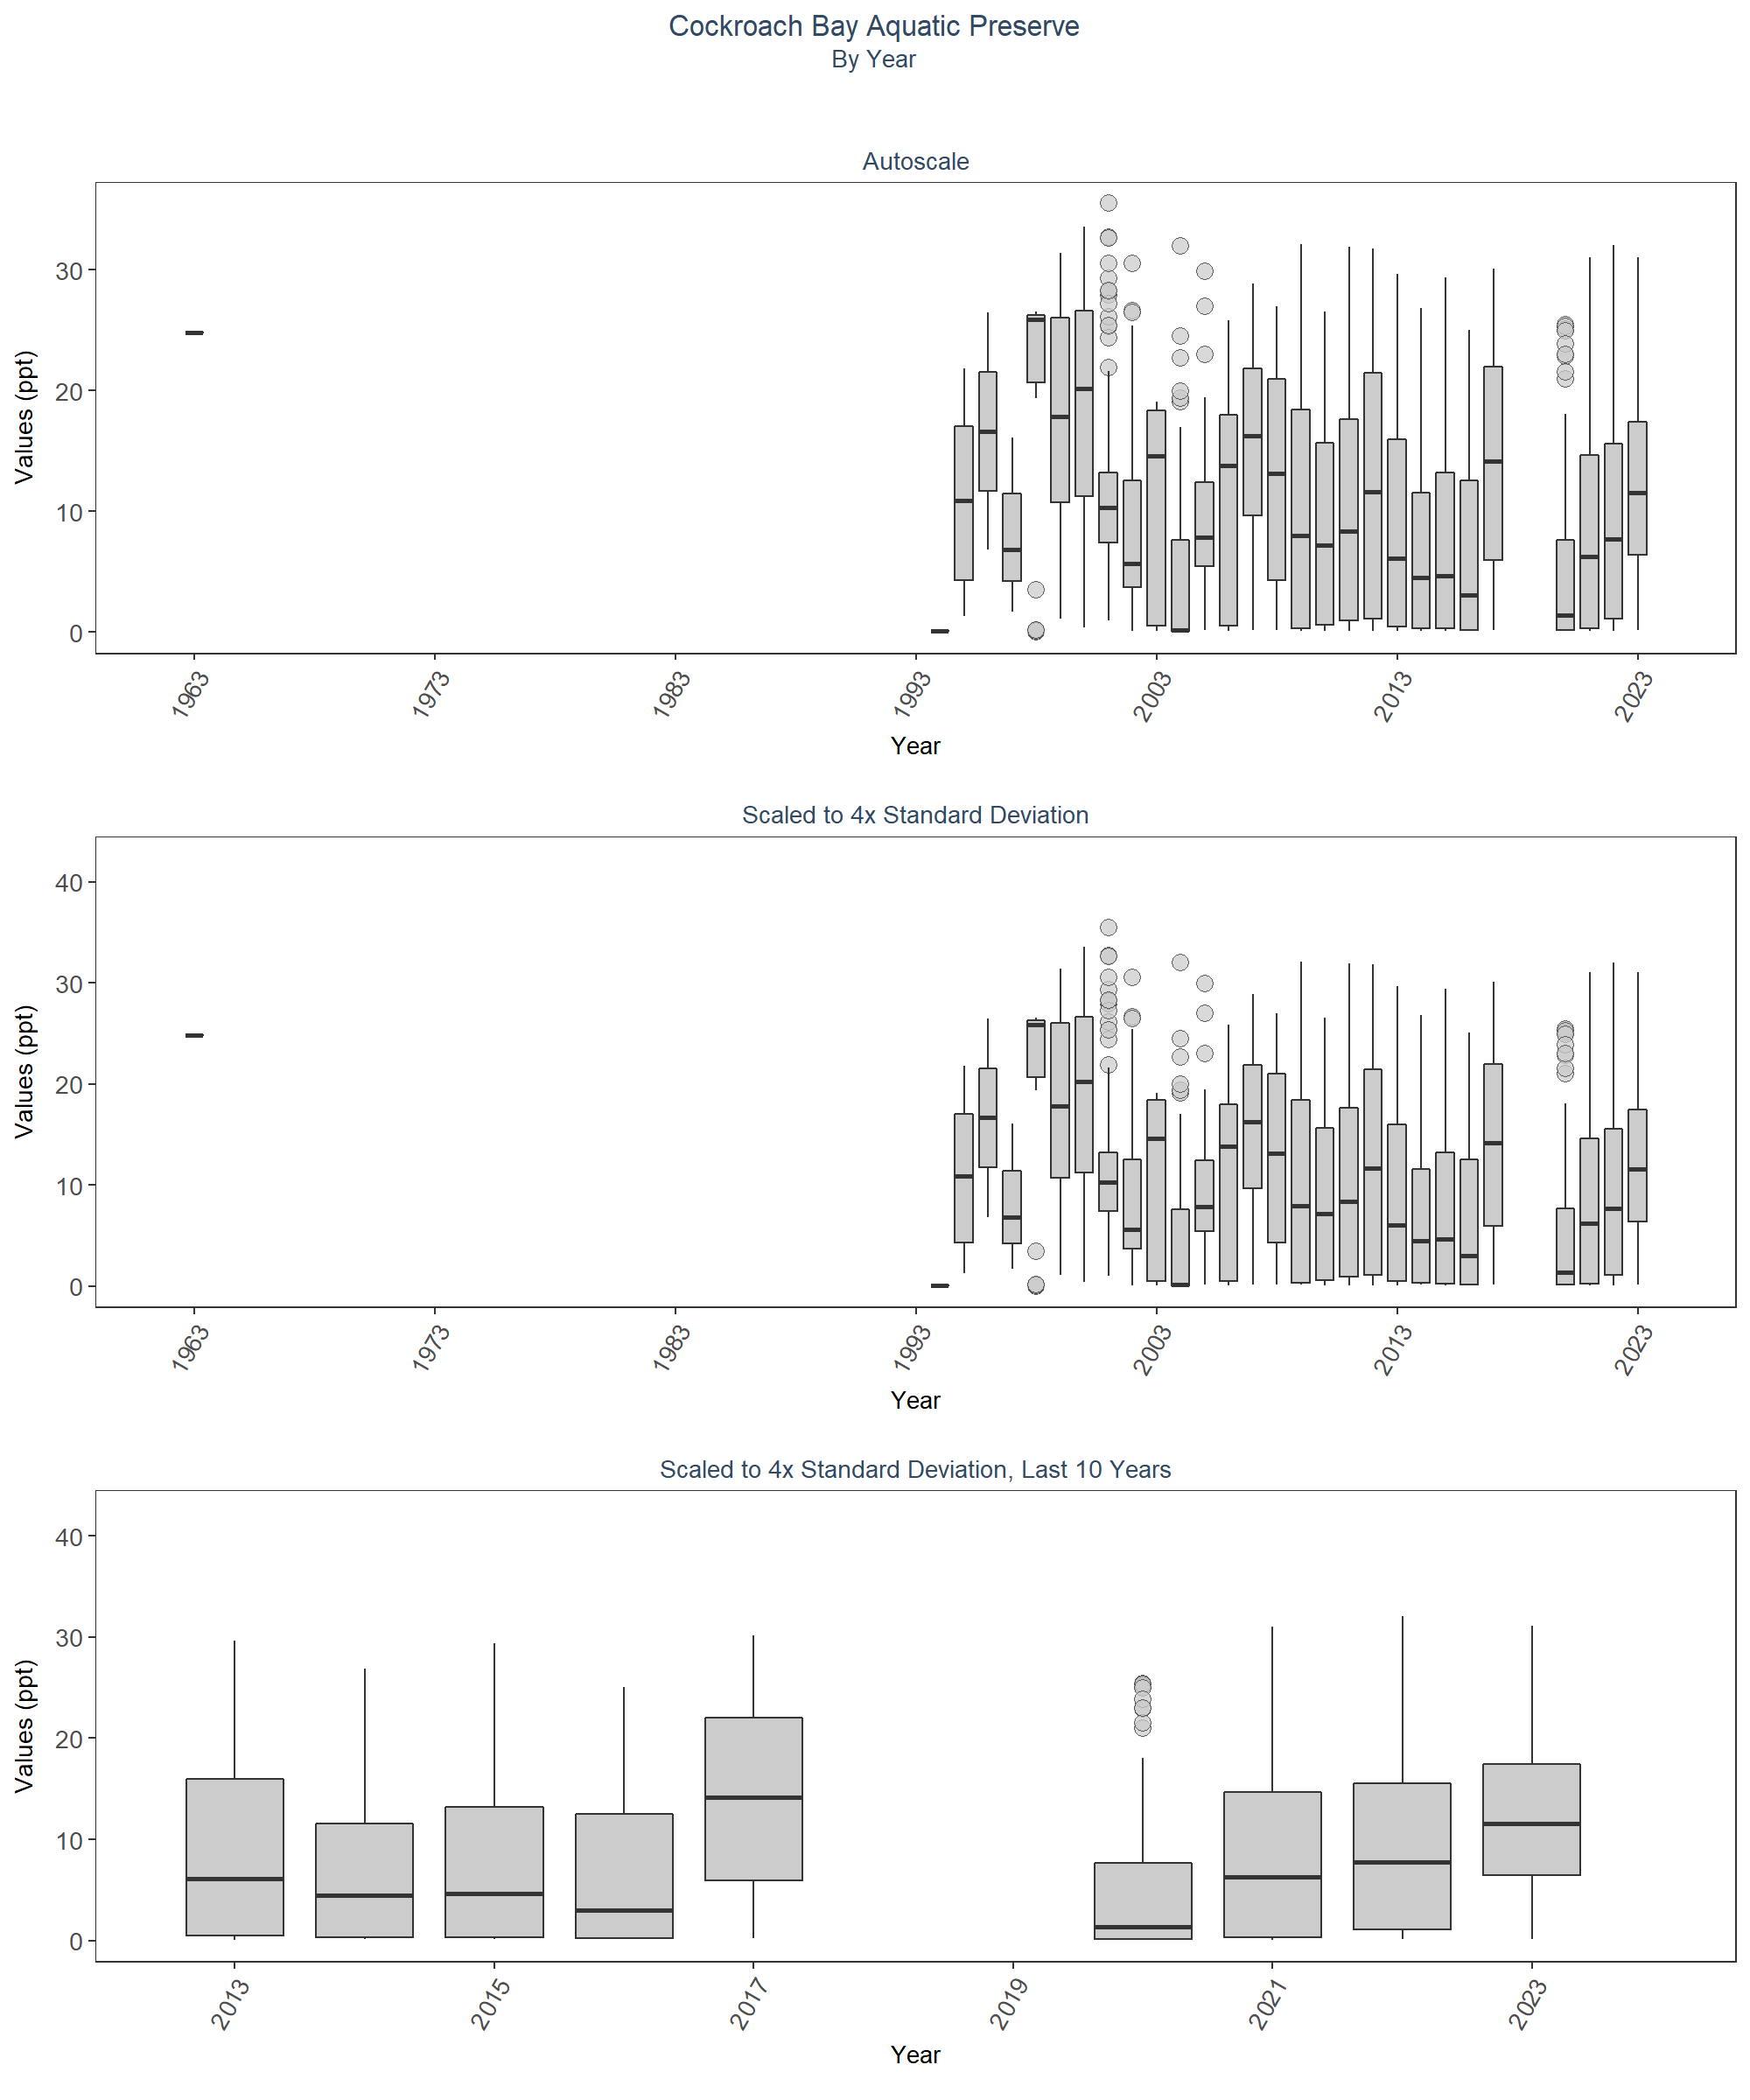 Cockroach Bay Aquatic Preserve
By Year
Autoscale
Values (ppt)
30
20
10
0
1963 1973 1983 1993 2003 2013 2023
Year
Scaled to 4x Standard Deviation
Values (ppt)
40
30
20
10
0
1963 1973 1983 1993 2003 2013 2023
Year
Scaled to 4x Standard Deviation, Last 10 Years
Values (ppt)
40
30
20
10
0
2013 2015 2017 2019 2021 2023
Year